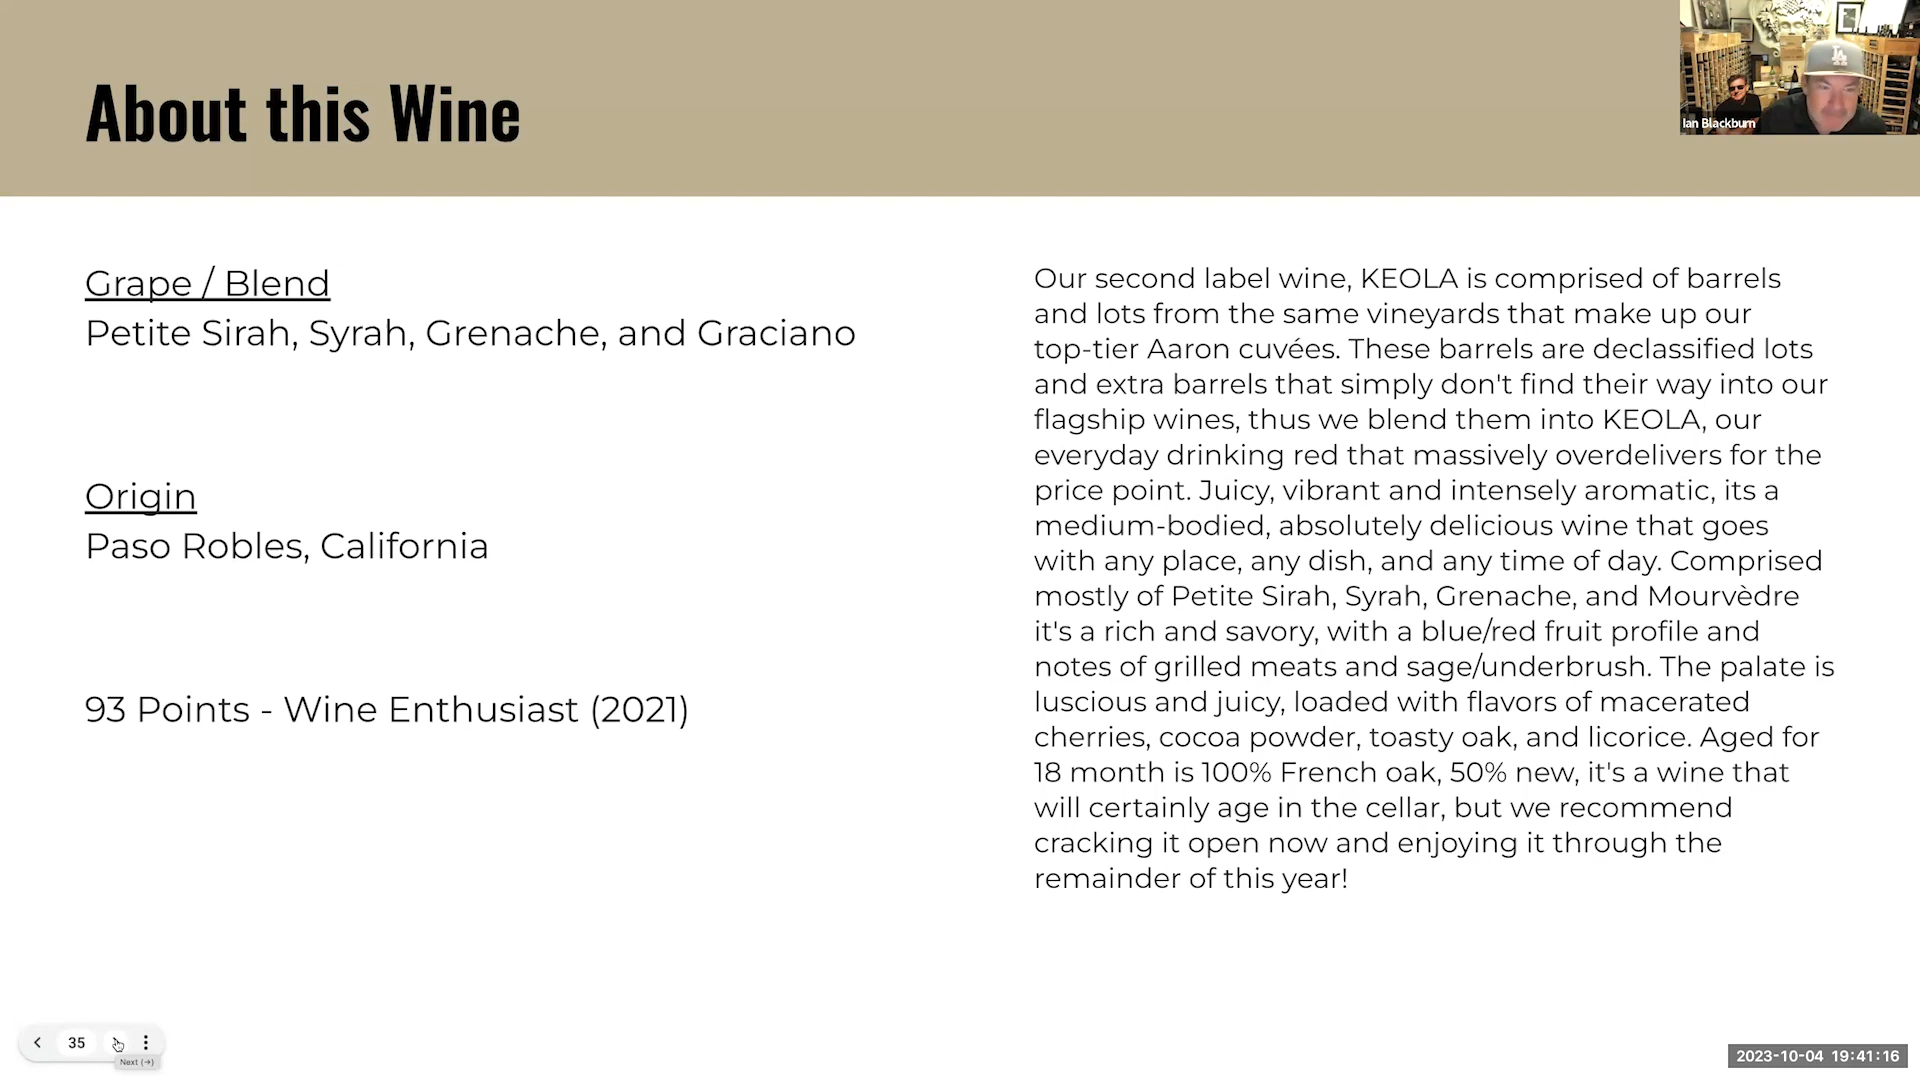 About this Wine
LA
Ian Blackburn
Grape / Blend
Petite Sirah, Syrah, Grenache, and Graciano
Origin
Paso Robles, California
93 Points - Wine Enthusiast (2021)
Our second label wine, KEOLA is comprised of barrels
and lots from the same vineyards that make up our
top-tier Aaron cuvées. These barrels are declassified lots
and extra barrels that simply don't find their way into our
flagship wines, thus we blend them into KEOLA, our
everyday drinking red that massively overdelivers for the
price point. Juicy, vibrant and intensely aromatic, its a
medium-bodied, absolutely delicious wine that goes
with any place, any dish, and any time of day. Comprised
mostly of Petite Sirah, Syrah, Grenache, and Mourvèdre
it's a rich and savory, with a blue/red fruit profile and
notes of grilled meats and sage/underbrush. The palate is
luscious and juicy, loaded with flavors of macerated
cherries, cocoa powder, toasty oak, and licorice. Aged for
18 month is 100% French oak, 50% new, it's a wine that
will certainly age in the cellar, but we recommend
cracking it open now and enjoying it through the
remainder of this year!
35
Next (→)
2023-10-04 19:41:16